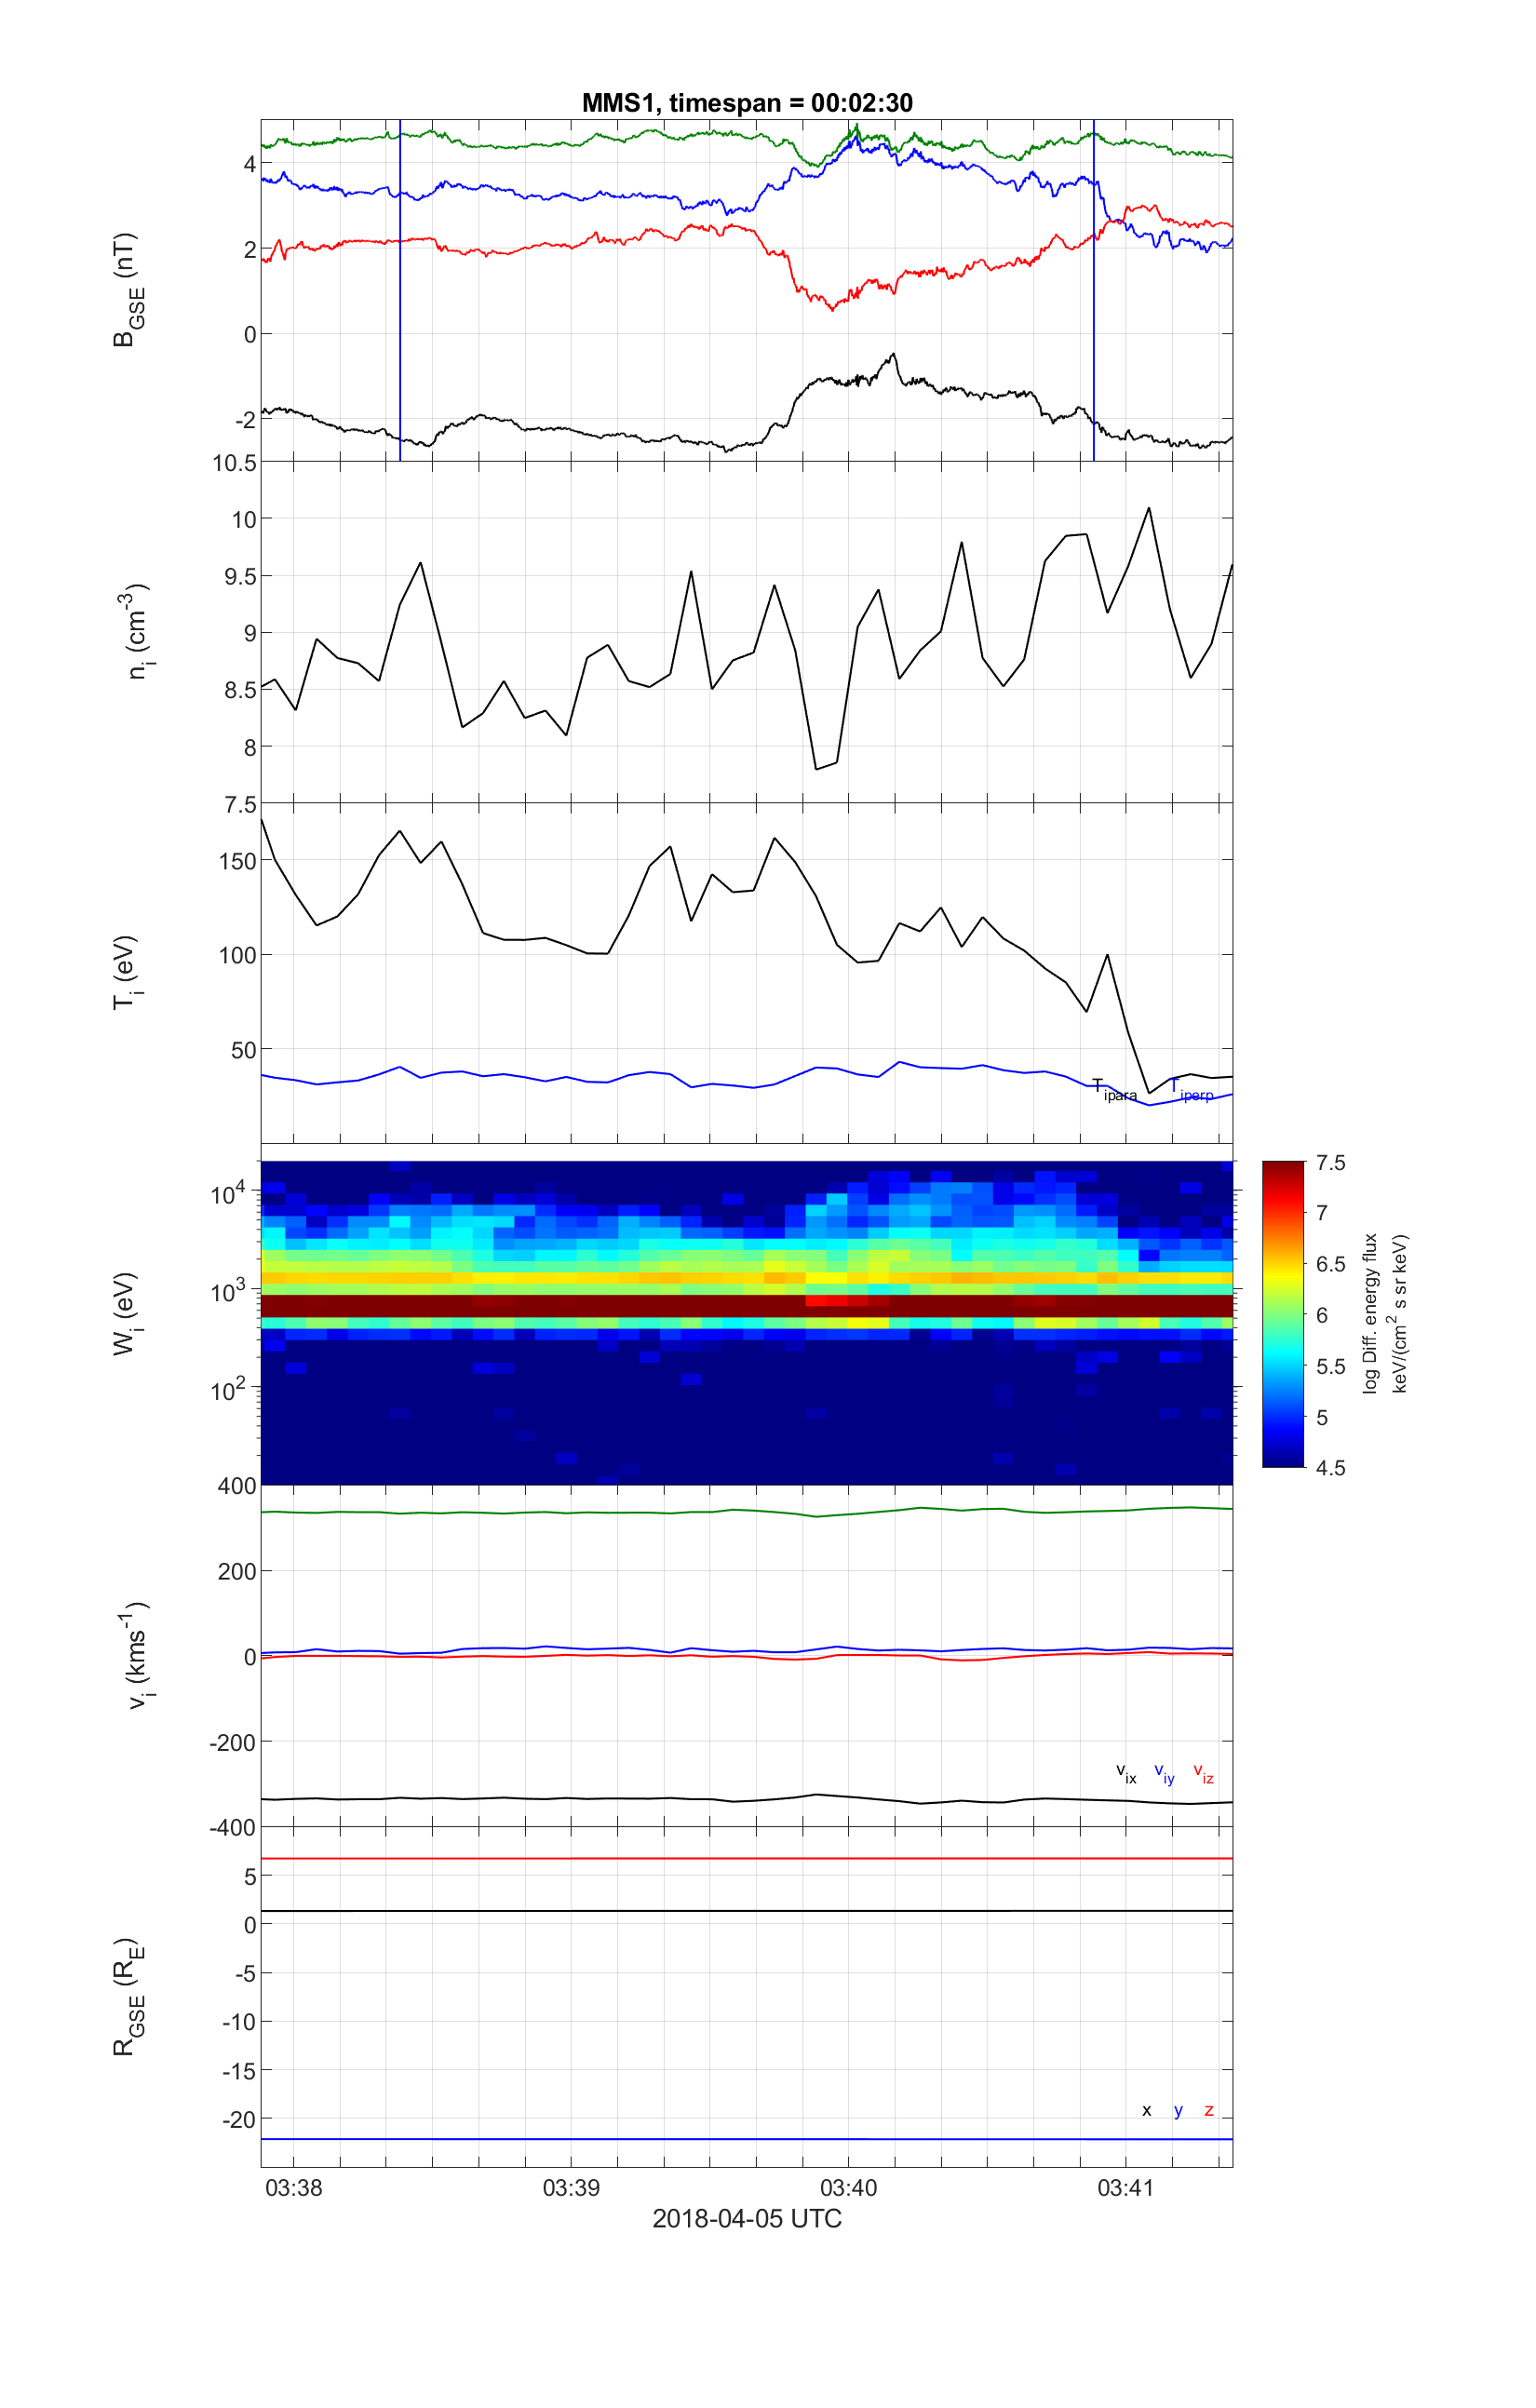 MMS1, timespan = 00:02:30
B_GSE (nT)
4
2
0
-2
n_i (cm^-3)
10.5
10
9.5
9
8.5
8
7.5
T_i (eV)
150
100
50
T_ipara T_iperp
W_i (eV)
10^4
10^3
10^2
7.5
7
6.5
6
5.5
5
4.5
log Diff. energy flux
keV/(cm^2 s sr keV)
v_i (kms^-1)
400
200
0
-200
-400
v_ix v_iy v_iz
R_GSE (R_E)
5
0
-5
-10
-15
-20
x y z
03:38 03:39 03:40 03:41
2018-04-05 UTC